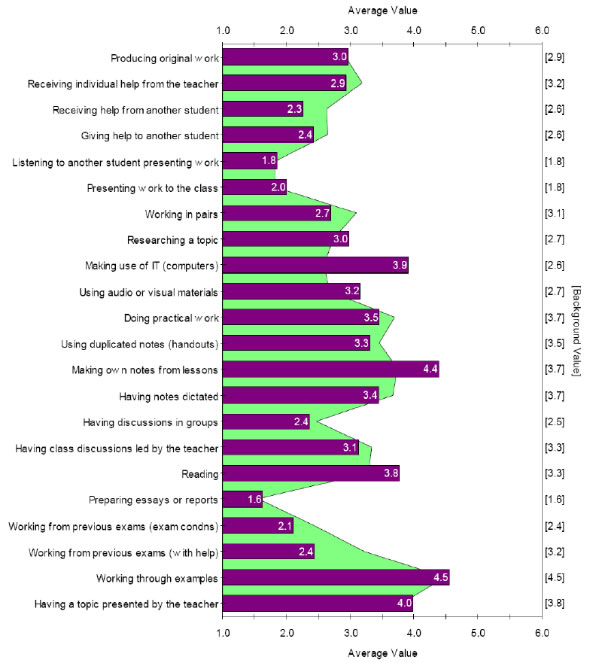 Average Value
1.0 2.0 3.0 4.0 5.0 6.0
Producing original work 3.0 [2.9]
Receiving individual help from the teacher 2.9 [3.2]
Receiving help from another student 2.3 [2.6]
Giving help to another student 2.4 [2.6]
Listening to another student presenting work 1.8 [1.8]
Presenting work to the class 2.0 [1.8]
Working in pairs 2.7 [3.1]
Researching a topic 3.0 [2.7]
Making use of IT (computers) 3.9 [2.6]
Using audio or visual materials 3.2 [2.7]
Doing practical work 3.5 [3.7]
Using duplicated notes (handouts) 3.3 [3.5]
Making own notes from lessons 4.4 [3.7]
Having notes dictated 3.4 [3.7]
Having discussions in groups 2.4 [2.5]
Having class discussions led by the teacher 3.1 [3.3]
Reading 3.8 [3.3]
Preparing essays or reports 1.6 [1.6]
Working from previous exams (exam condns) 2.1 [2.4]
Working from previous exams (with help) 2.4 [3.2]
Working through examples 4.5 [4.5]
Having a topic presented by the teacher 4.0 [3.8]
1.0 2.0 3.0 4.0 5.0 6.0
Average Value
[Background Value]